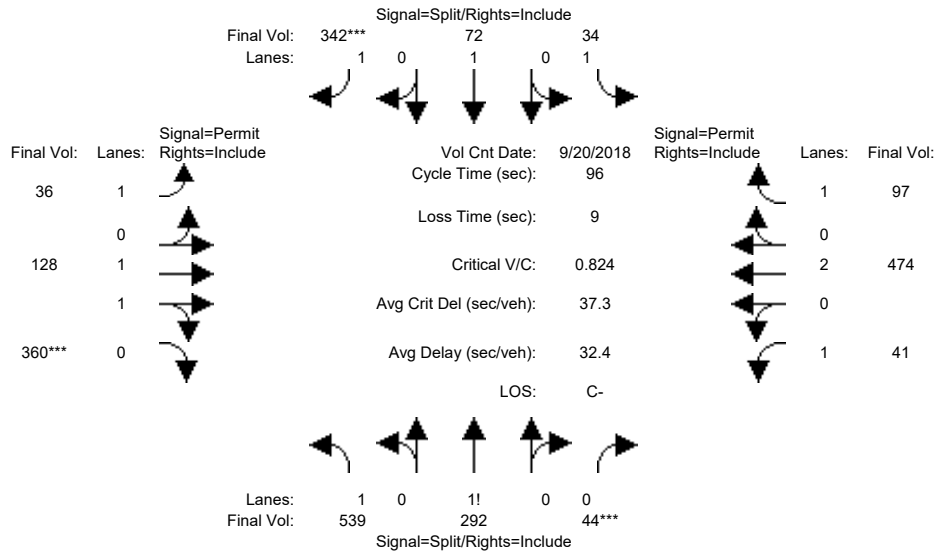 Signal=Split/Rights=Include
Final Vol: 342*** 72 34
Lanes: 1 0 1 0 1
Signal=Permit Signal=Permit
Final Vol: Lanes: Rights=Include Vol Cnt Date: 9/20/2018 Rights=Include Lanes: Final Vol:
Cycle Time (sec): 96
36 1 1 97
Loss Time (sec): 9
0 0
128 1 Critical V/C: 0.824 2 474
1 Avg Crit Del (sec/veh): 37.3 0
360*** 0 Avg Delay (sec/veh): 32.4 1 41
LOS: C-
Lanes: 1 0 1! 0 0
Final Vol: 539 292 44***
Signal=Split/Rights=Include